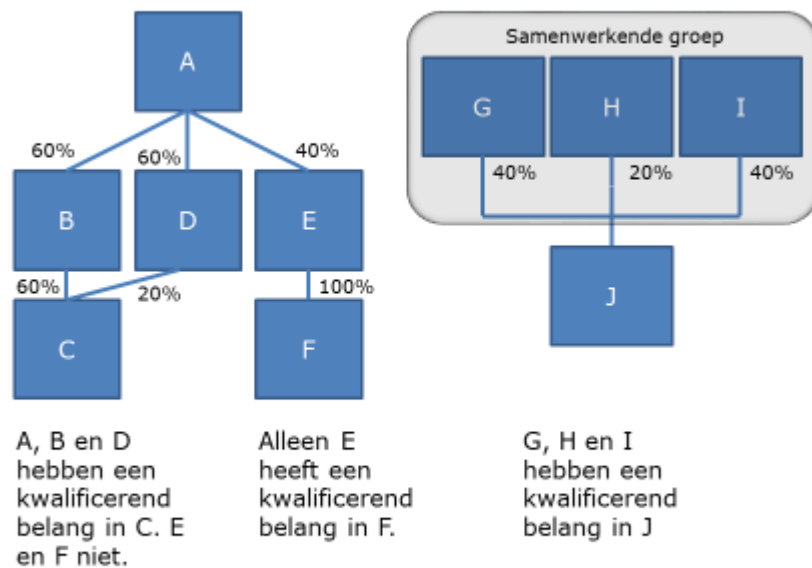 A
60%
60%
40%
B
D
E
60%
20%
100%
C
F
A, B en D
hebben een
kwalificerend
belang in C. E
en F niet.
Alleen E
heeft een
kwalificerend
belang in F.
Samenwerkende groep
G
H
I
40%
20%
40%
J
G, H en I
hebben een
kwalificerend
belang in J